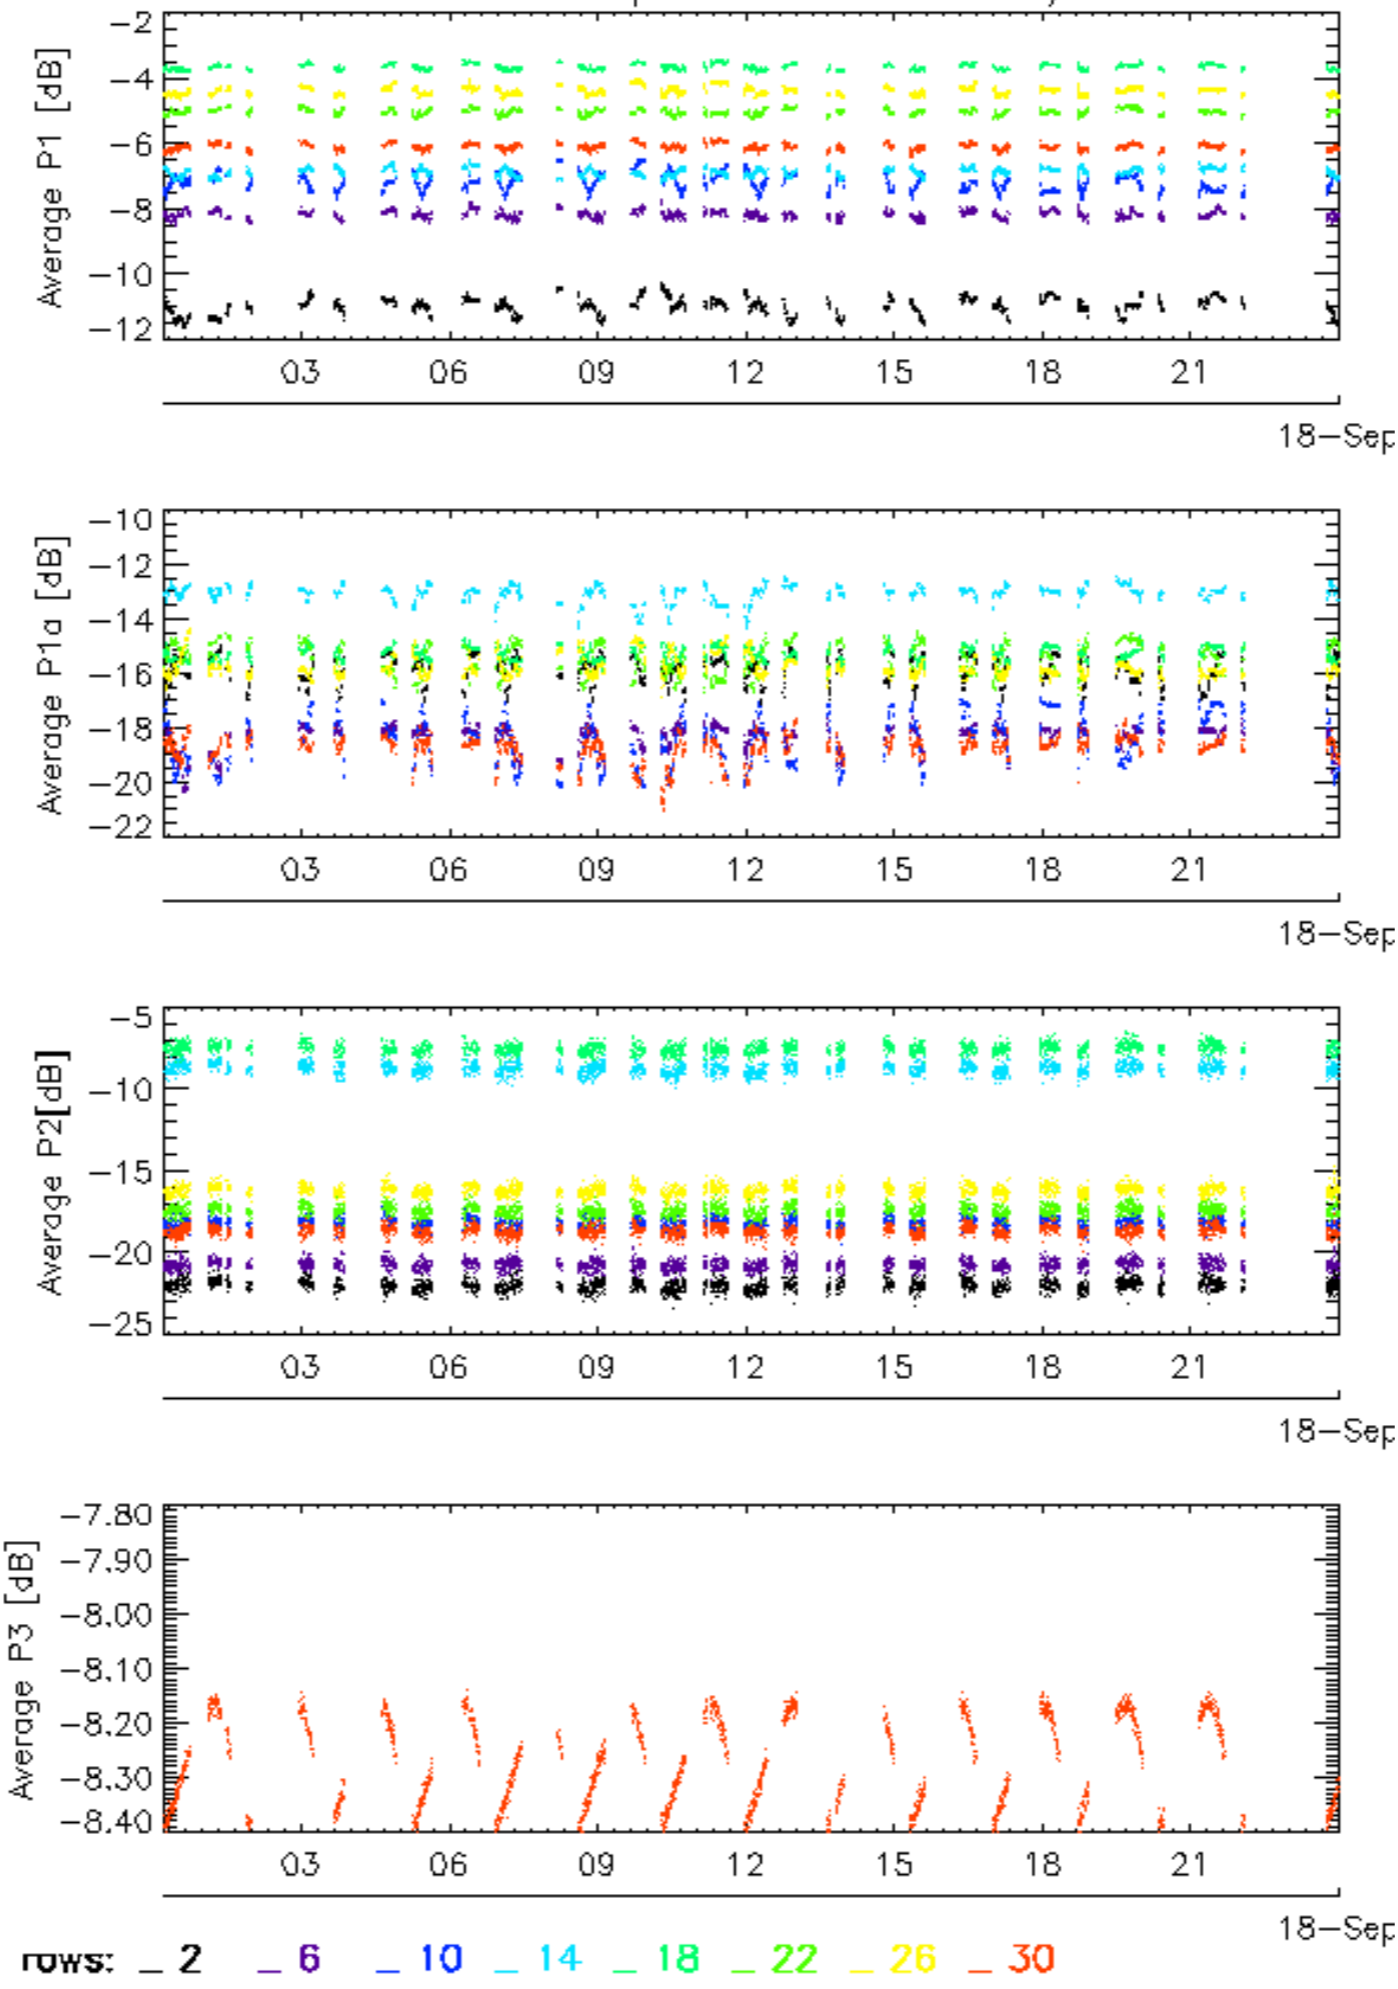 Average P1 [dB]
-2
-4
-6
-8
-10
-12
03 06 09 12 15 18 21
18-Sep
Average P1a [dB]
-10
-12
-14
-16
-18
-20
-22
03 06 09 12 15 18 21
18-Sep
Average P2[dB]
-5
-10
-15
-20
-25
03 06 09 12 15 18 21
18-Sep
Average P3 [dB]
-7.80
-7.90
-8.00
-8.10
-8.20
-8.30
-8.40
03 06 09 12 15 18 21
18-Sep
rows: _ 2 _ 6 _ 10 _ 14 _ 18 _ 22 _ 26 _ 30